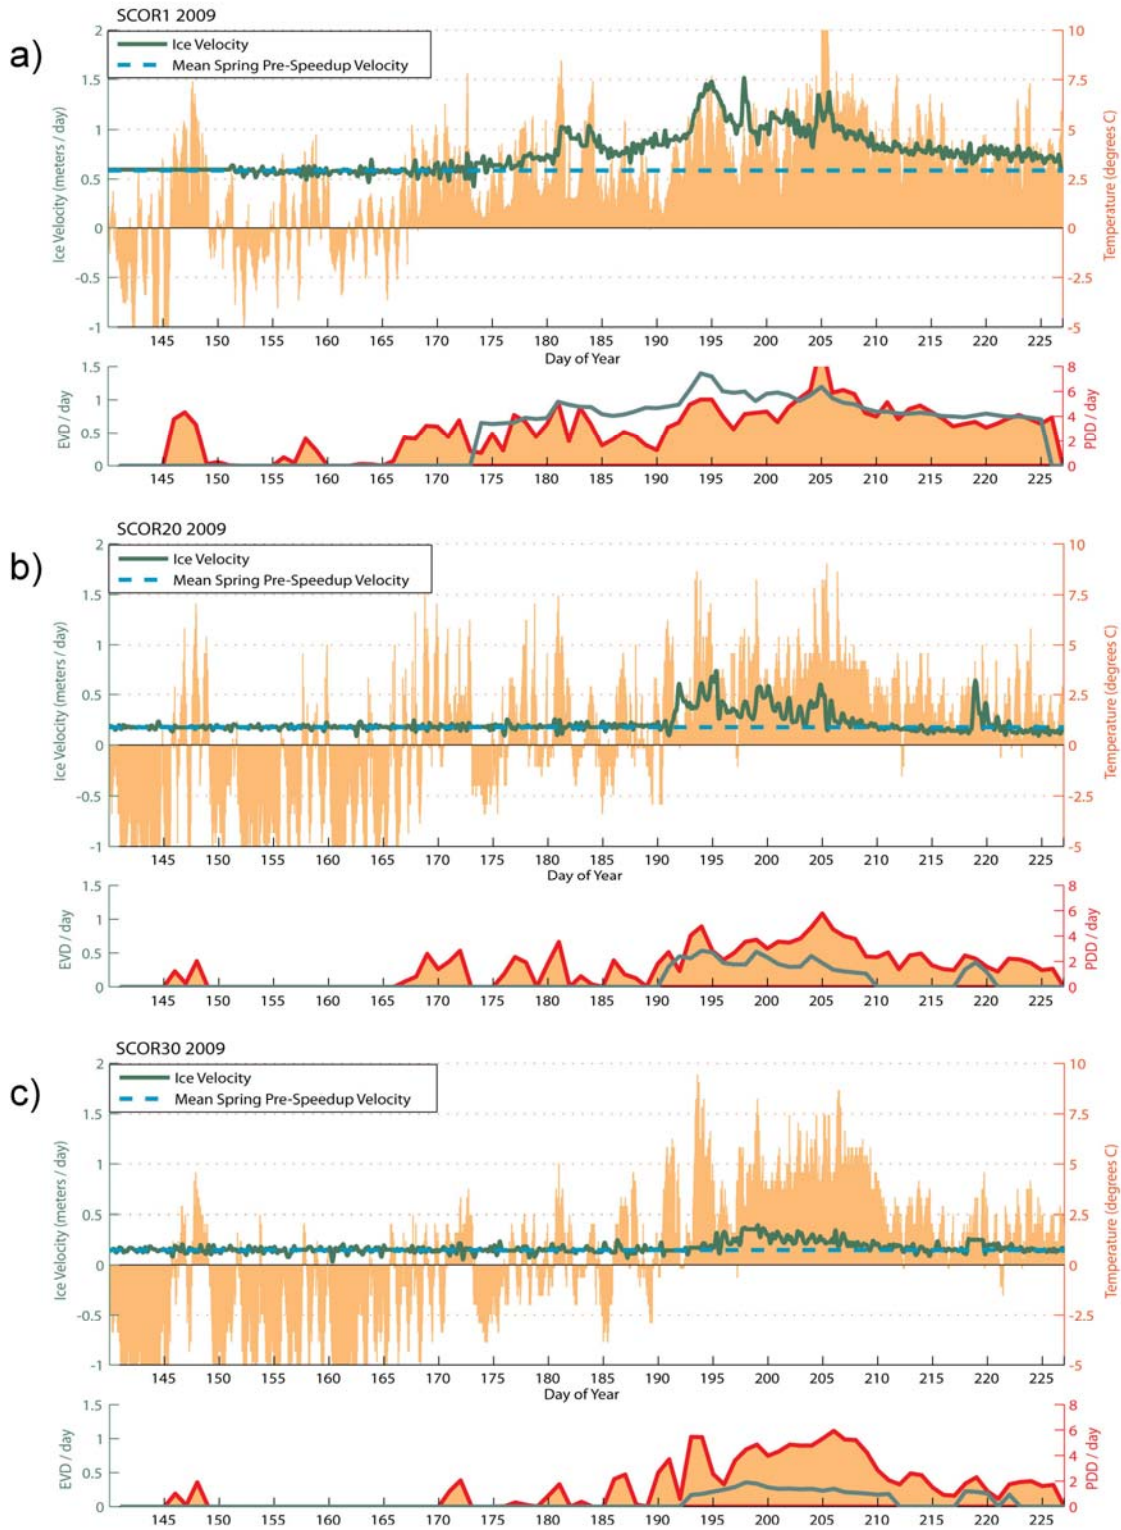 SCOR1 2009
a)
Ice Velocity
Mean Spring Pre-Speedup Velocity
2
1.5
1
0.5
0
-0.5
-1
Ice Velocity (meters / day)
10
7.5
5
2.5
0
-2.5
-5
Temperature (degrees C)
145 150 155 160 165 170 175 180 185 190 195 200 205 210 215 220 225
Day of Year
1.5
1
0.5
0
EVD / day
8
6
4
2
0
PDD / day
145 150 155 160 165 170 175 180 185 190 195 200 205 210 215 220 225
SCOR20 2009
b)
Ice Velocity
Mean Spring Pre-Speedup Velocity
2
1.5
1
0.5
0
-0.5
-1
Ice Velocity (meters / day)
10
7.5
5
2.5
0
-2.5
-5
Temperature (degrees C)
145 150 155 160 165 170 175 180 185 190 195 200 205 210 215 220 225
Day of Year
1.5
1
0.5
0
EVD / day
8
6
4
2
0
PDD / day
145 150 155 160 165 170 175 180 185 190 195 200 205 210 215 220 225
SCOR30 2009
c)
Ice Velocity
Mean Spring Pre-Speedup Velocity
2
1.5
1
0.5
0
-0.5
-1
Ice Velocity (meters / day)
10
7.5
5
2.5
0
-2.5
-5
Temperature (degrees C)
145 150 155 160 165 170 175 180 185 190 195 200 205 210 215 220 225
Day of Year
1.5
1
0.5
0
EVD / day
8
6
4
2
0
PDD / day
145 150 155 160 165 170 175 180 185 190 195 200 205 210 215 220 225